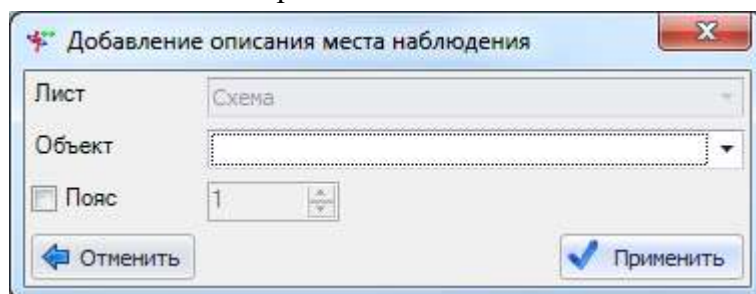 Добавление описания места наблюдения
Лист Схема
Объект
Пояс 1
Отменить Применить